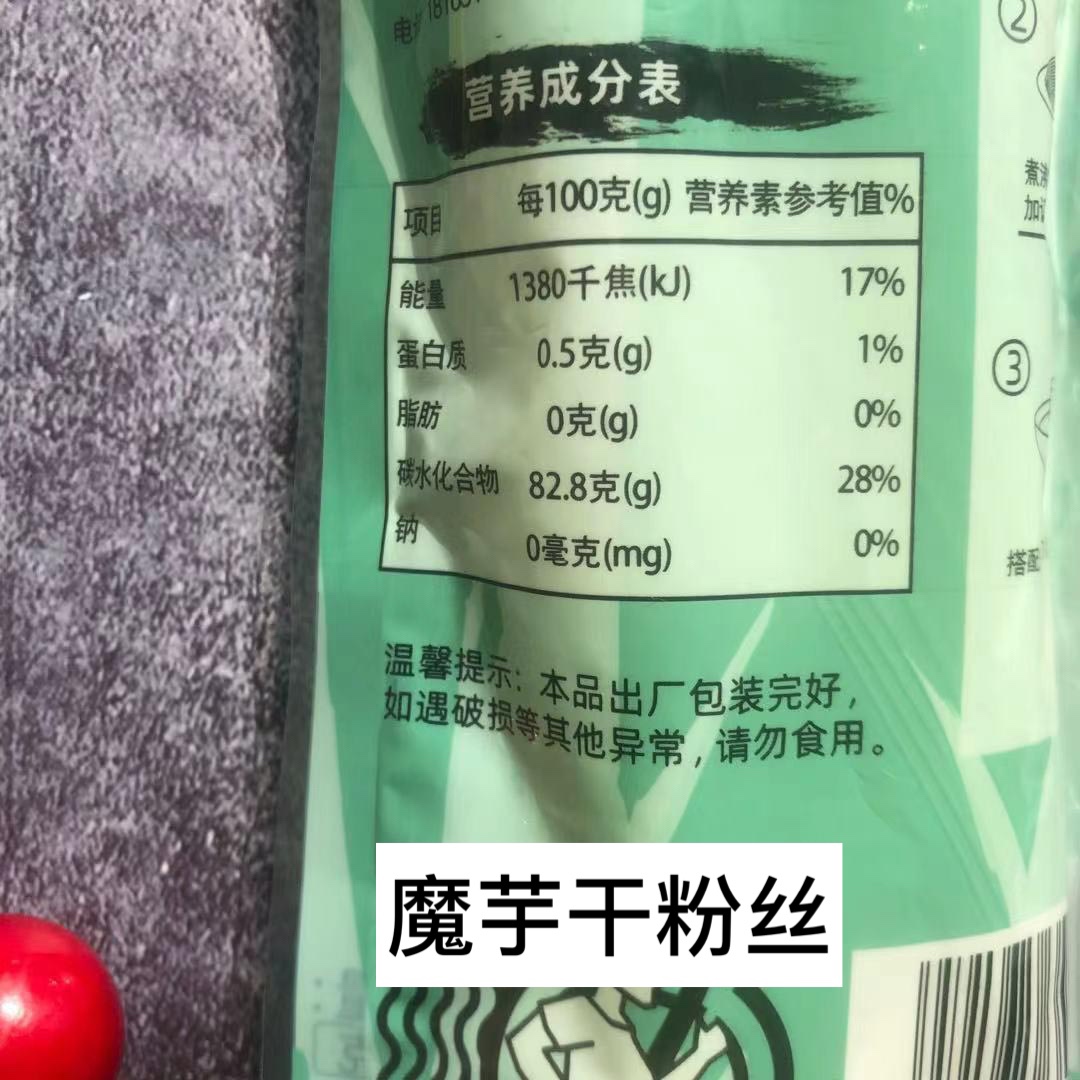 ②
营养成分表
项目 每100克(g) 营养素参考值%
能量 1380千焦(kJ) 17%
蛋白质 0.5克(g) 1%
脂肪 0克(g) 0%
碳水化合物 82.8克(g) 28%
钠 0毫克(mg) 0%
温馨提示：本品出厂包装完好，
如遇破损等其他异常，请勿食用。
③
搭配
魔芋干粉丝